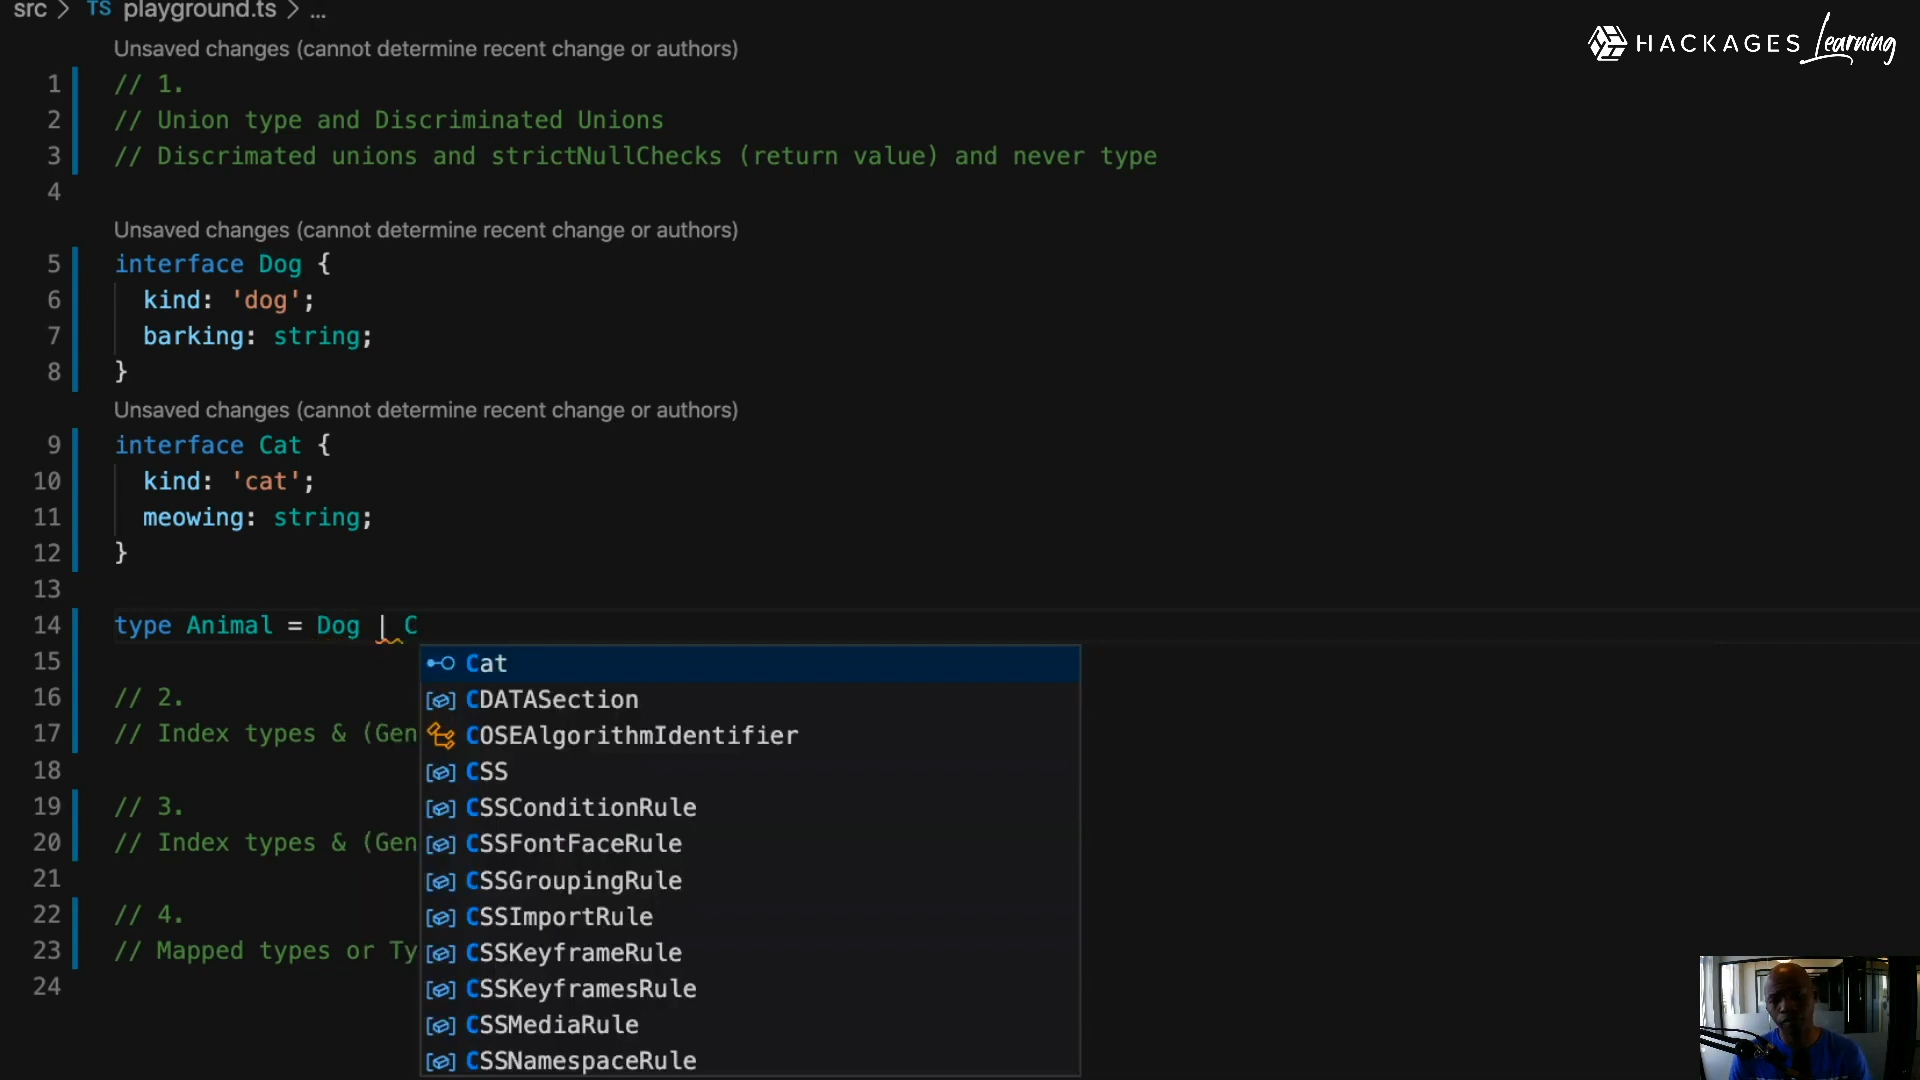 src > TS playground.ts > ...
HACKAGES Learning
Unsaved changes (cannot determine recent change or authors)
1 // 1.
2 // Union type and Discriminated Unions
3 // Discrimated unions and strictNullChecks (return value) and never type
4
Unsaved changes (cannot determine recent change or authors)
5 interface Dog {
6 kind: 'dog';
7 barking: string;
8 }
Unsaved changes (cannot determine recent change or authors)
9 interface Cat {
10 kind: 'cat';
11 meowing: string;
12 }
13
14 type Animal = Dog | C
15
Cat
16 // 2.
CDATASection
17 // Index types & (Gen
COSEAlgorithmIdentifier
18
CSS
19 // 3.
CSSConditionRule
20 // Index types & (Gen
CSSFontFaceRule
21
CSSGroupingRule
22 // 4.
CSSImportRule
23 // Mapped types or Ty
CSSKeyframeRule
24
CSSKeyframesRule
CSSMediaRule
CSSNamespaceRule